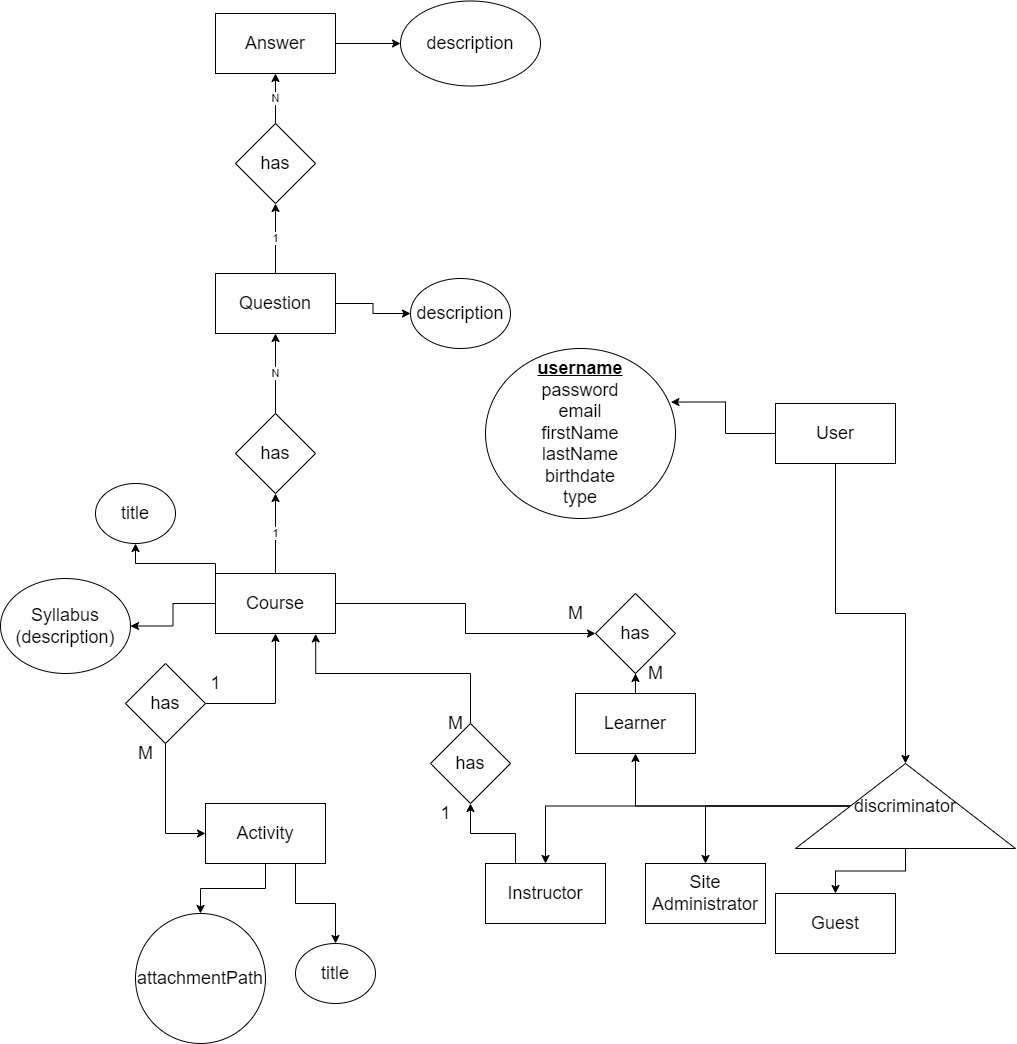 Answer
description
N
has
1
Question
description
N
has
1
username
password
email
firstName
lastName
birthdate
type
User
title
Course
Syllabus
(description)
M
has
M
1
has
M
Learner
M
has
1
discriminator
Activity
Instructor
Site
Administrator
Guest
attachmentPath
title